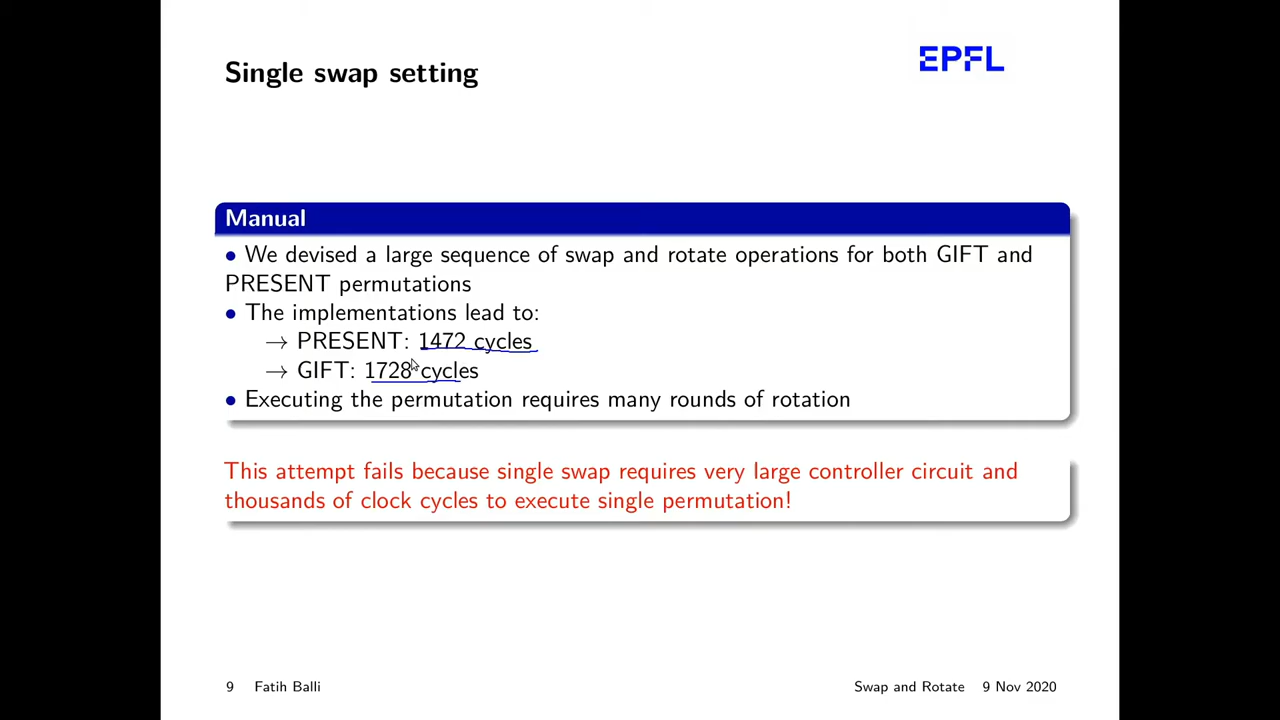 Single swap setting
EPFL
Manual
• We devised a large sequence of swap and rotate operations for both GIFT and
PRESENT permutations
• The implementations lead to:
→ PRESENT: 1472 cycles
→ GIFT: 1728 cycles
• Executing the permutation requires many rounds of rotation
This attempt fails because single swap requires very large controller circuit and
thousands of clock cycles to execute single permutation!
9 Fatih Balli Swap and Rotate 9 Nov 2020